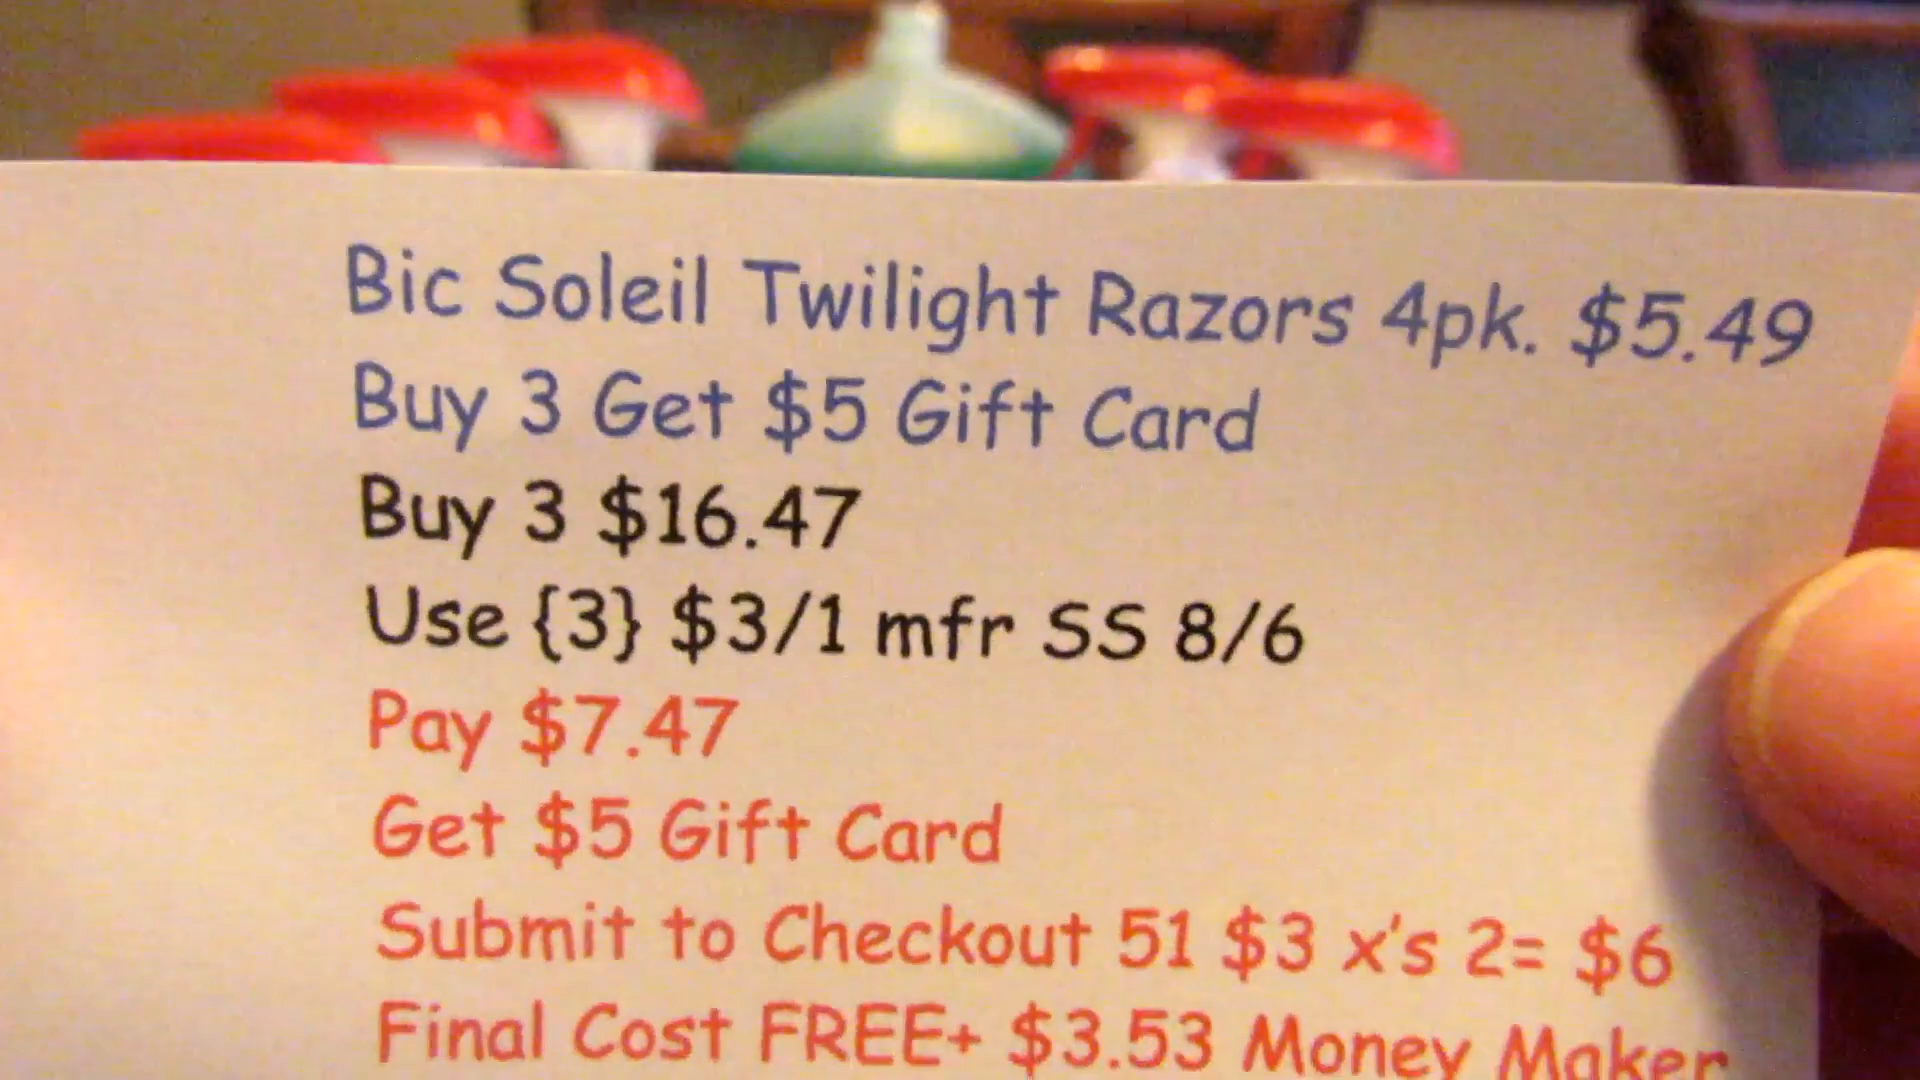 Bic Soleil Twilight Razors 4pk. $5.49
Buy 3 Get $5 Gift Card
Buy 3 $16.47
Use {3} $3/1 mfr SS 8/6
Pay $7.47
Get $5 Gift Card
Submit to Checkout 51 $3 x's 2= $6
Final Cost FREE+ $3.53 Money Maker